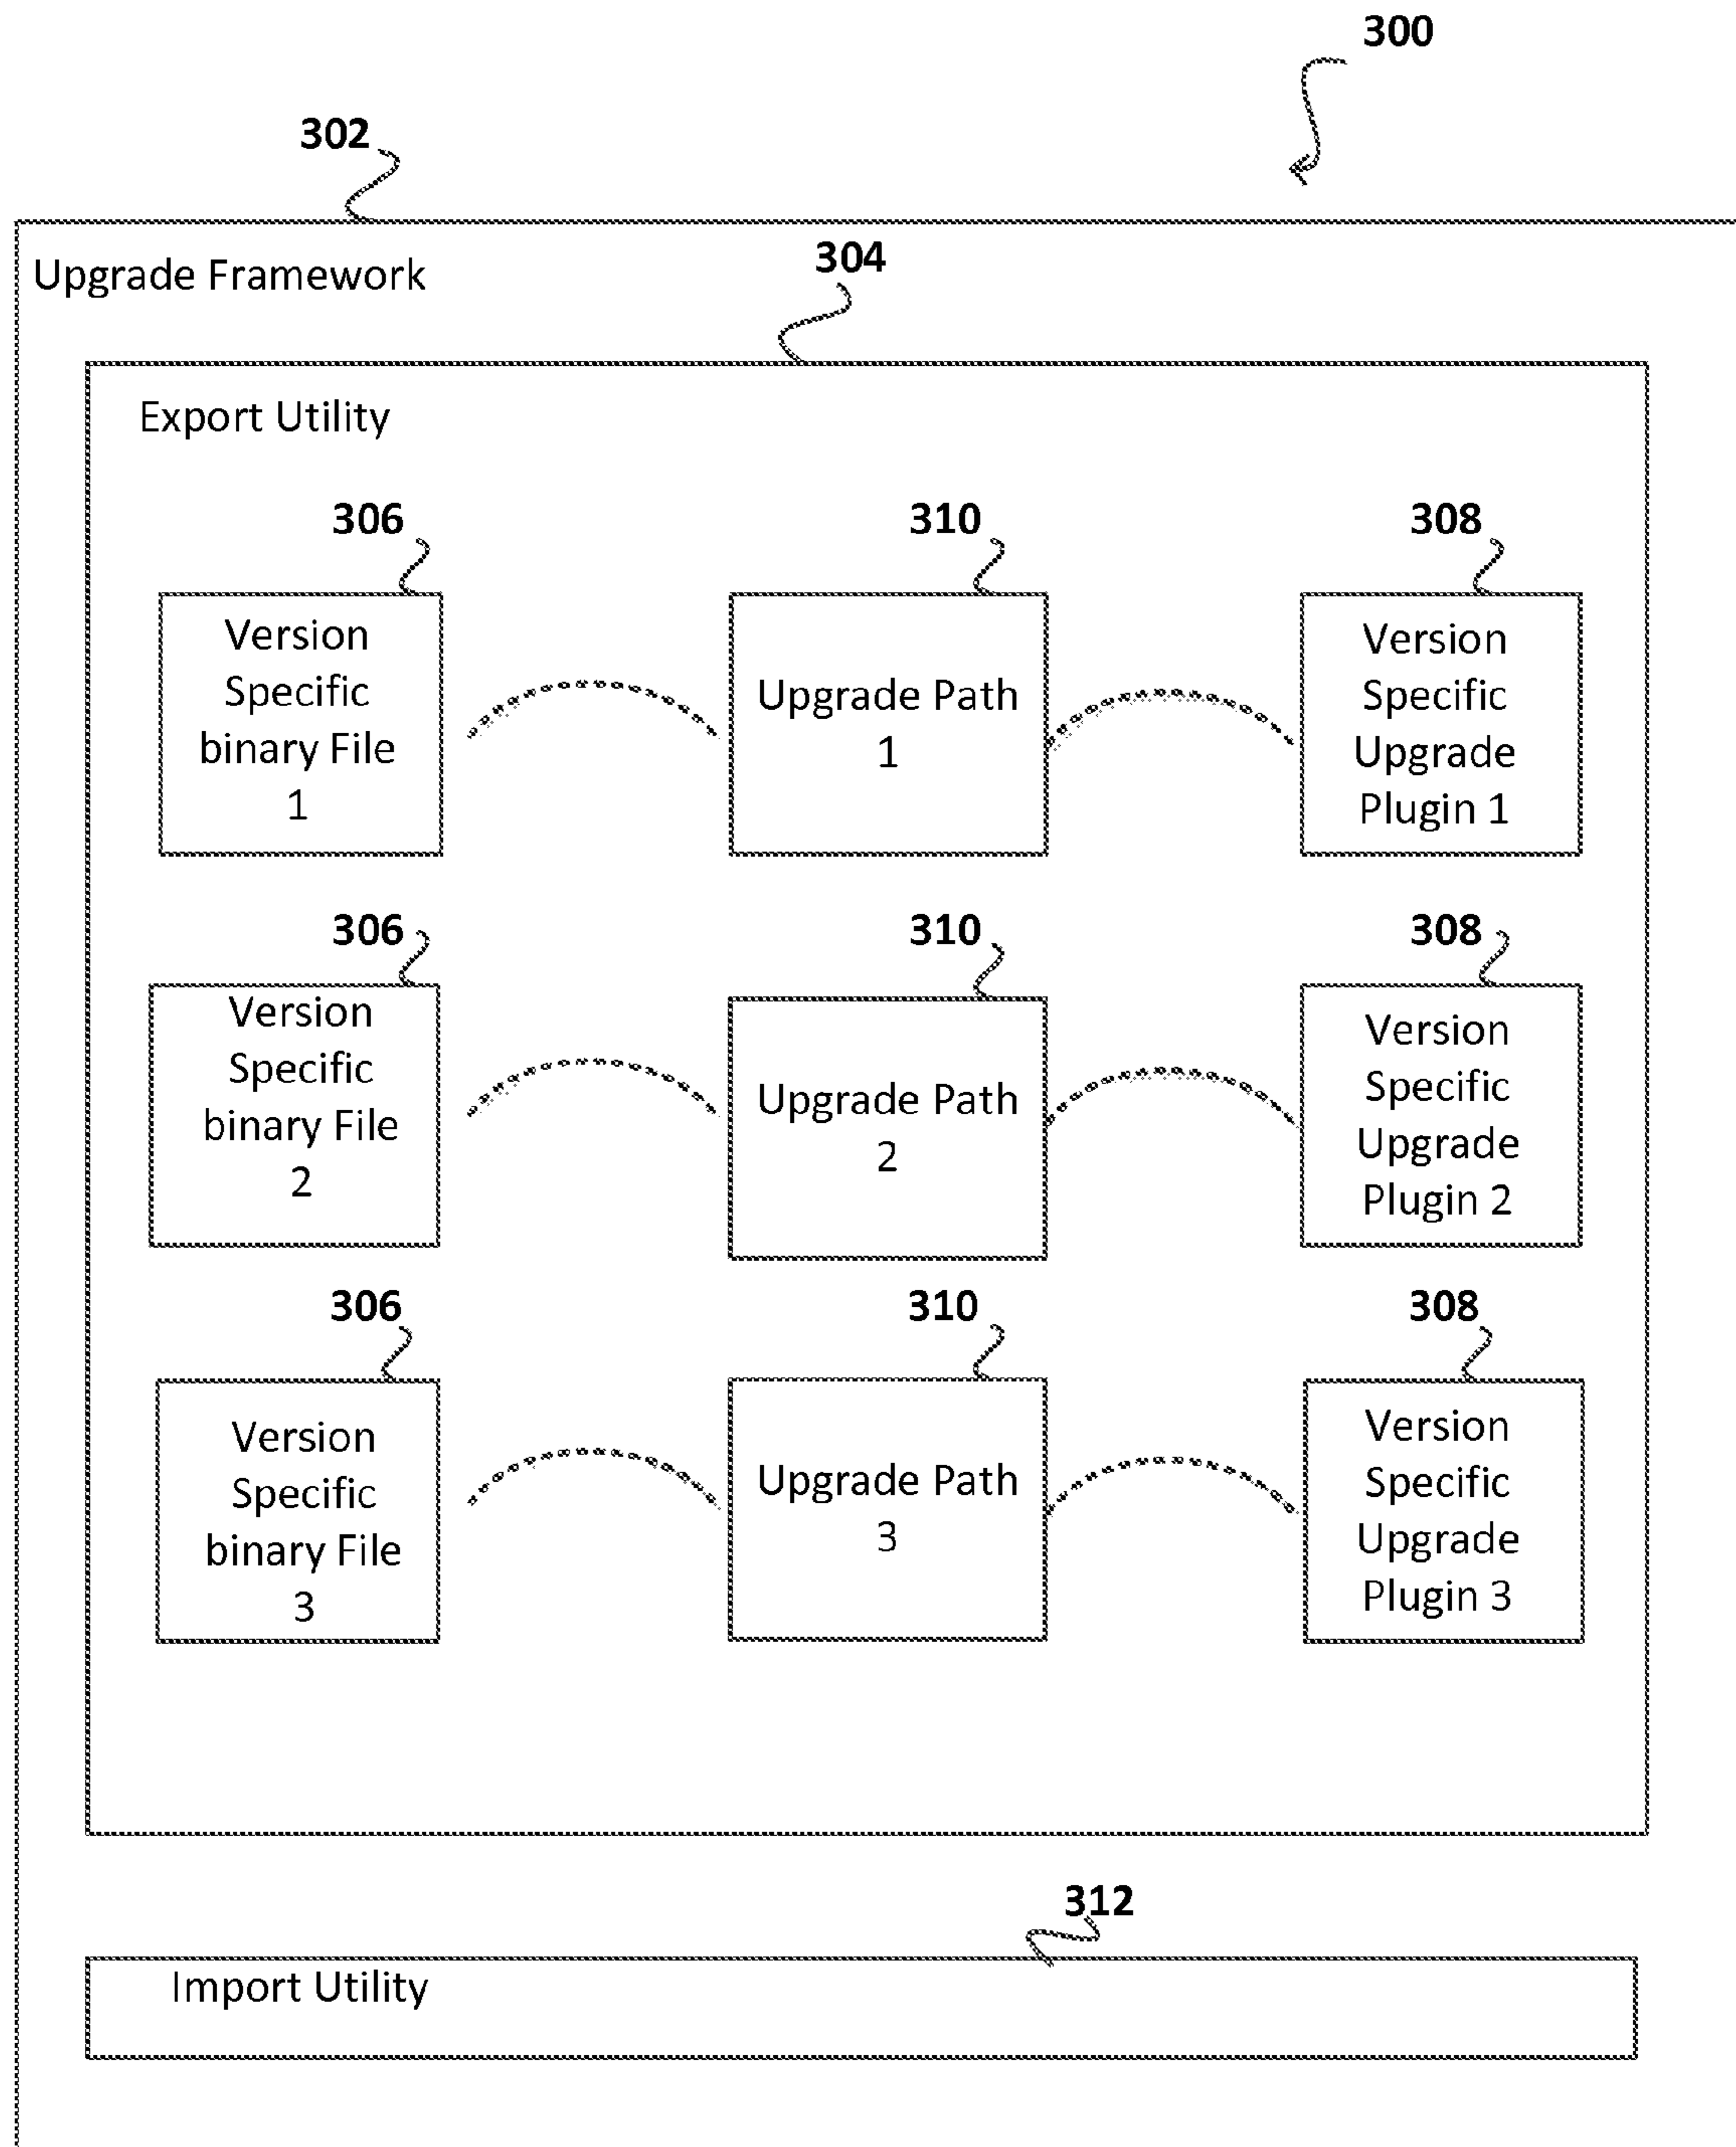 300
302
Upgrade Framework
304
Export Utility
306
310
308
Version
Specific
binary File
1
Upgrade Path
1
Version
Specific
Upgrade
Plugin 1
306
310
308
Version
Specific
binary File
2
Upgrade Path
2
Version
Specific
Upgrade
Plugin 2
306
310
308
Version
Specific
binary File
3
Upgrade Path
3
Version
Specific
Upgrade
Plugin 3
312
Import Utility